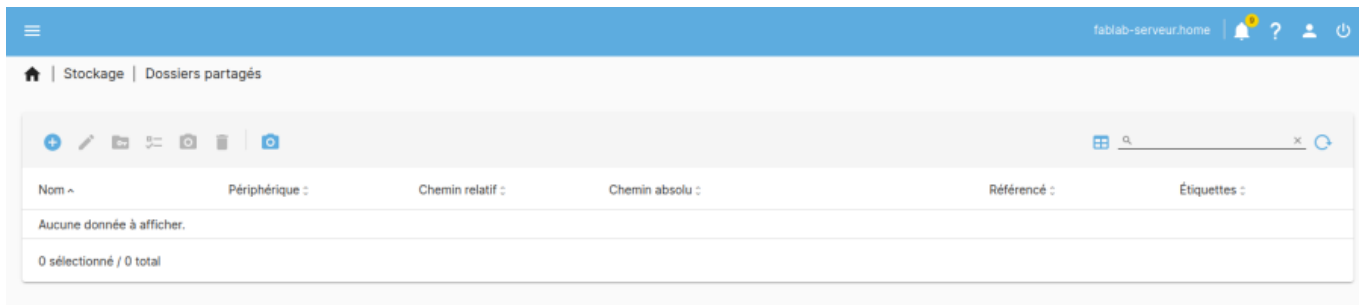 fablab-serveur.home 9 ?
Stockage | Dossiers partagés
Nom Périphérique Chemin relatif Chemin absolu Référencé Étiquettes
Aucune donnée à afficher.
0 sélectionné / 0 total